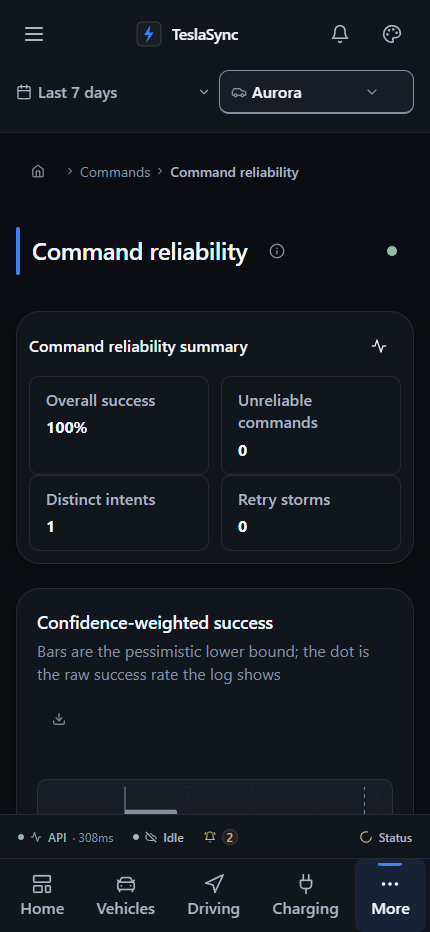 TeslaSync
Last 7 days
Aurora
Commands
Command reliability
Command reliability
Command reliability summary
Overall success
100%
Unreliable
commands
0
Distinct intents
1
Retry storms
0
Confidence-weighted success
Bars are the pessimistic lower bound; the dot is
the raw success rate the log shows
API · 308ms
Idle
2
Status
Home
Vehicles
Driving
Charging
More